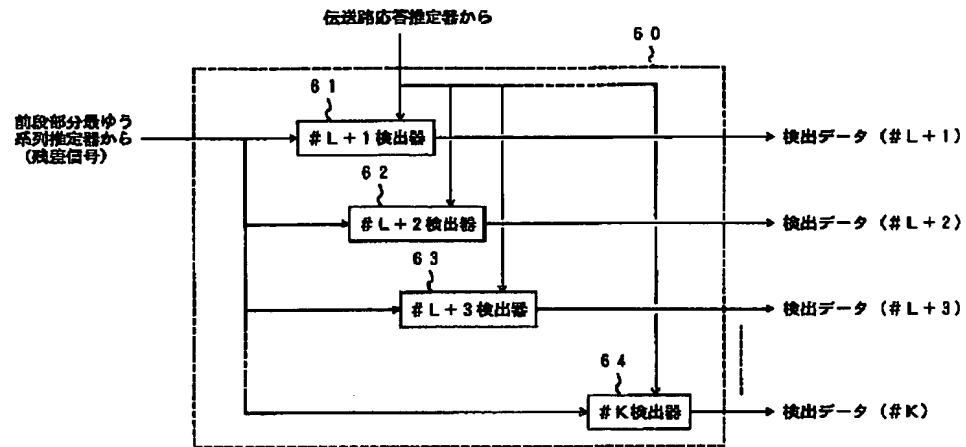 伝送路応答推定器から
６０
６１
前段部分最ゆう
系列推定器から
（残差信号）
＃Ｌ＋１検出器
検出データ（＃Ｌ＋１）
６２
＃Ｌ＋２検出器
検出データ（＃Ｌ＋２）
６３
＃Ｌ＋３検出器
検出データ（＃Ｌ＋３）
６４
＃Ｋ検出器
検出データ（＃Ｋ）